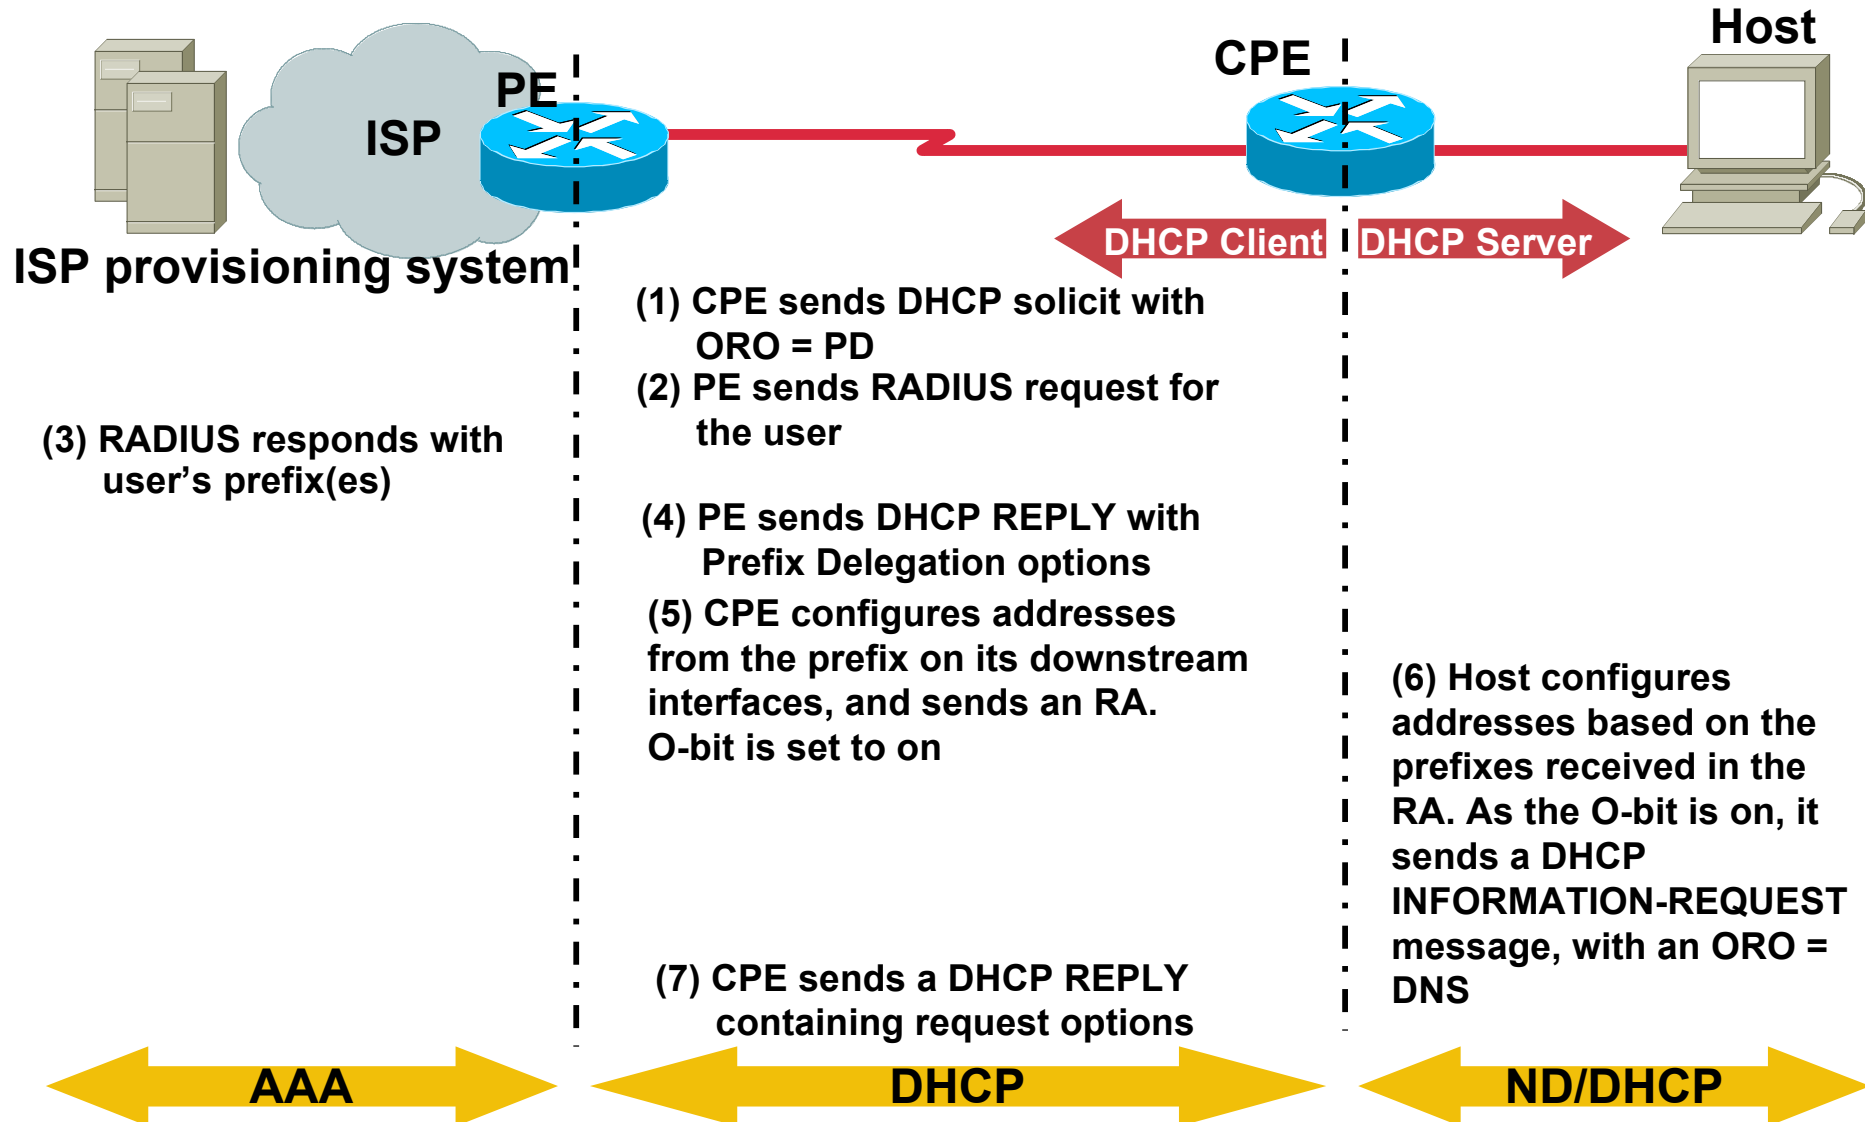 Host
CPE
PE
ISP
DHCP Client
DHCP Server
ISP provisioning system
(1) CPE sends DHCP solicit with
ORO = PD
(2) PE sends RADIUS request for
the user
(3) RADIUS responds with
user’s prefix(es)
(4) PE sends DHCP REPLY with
Prefix Delegation options
(5) CPE configures addresses
from the prefix on its downstream
interfaces, and sends an RA.
O-bit is set to on
(6) Host configures
addresses based on the
prefixes received in the
RA. As the O-bit is on, it
sends a DHCP
INFORMATION-REQUEST
message, with an ORO =
DNS
(7) CPE sends a DHCP REPLY
containing request options
AAA
DHCP
ND/DHCP